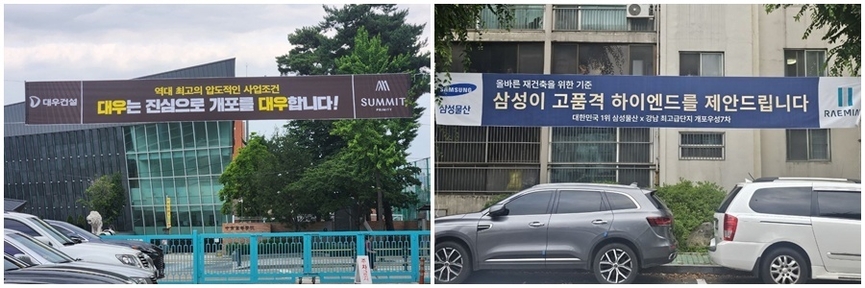 역대 최고의 압도적인 사업조건
대우건설
대우는 진심으로 개포를 대우합니다!
SUMMIT
올바른 재건축을 위한 기준
SAMSUNG
삼성물산
삼성이 고품격 하이엔드를 제안드립니다
대한민국 1위 삼성물산 x 강남 최고급단지 개포우성7차
RAEMIAN